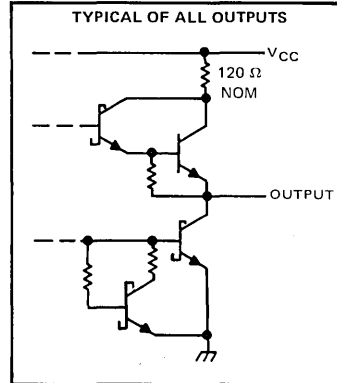 TYPICAL OF ALL OUTPUTS
VCC
120 Ω
NOM
OUTPUT